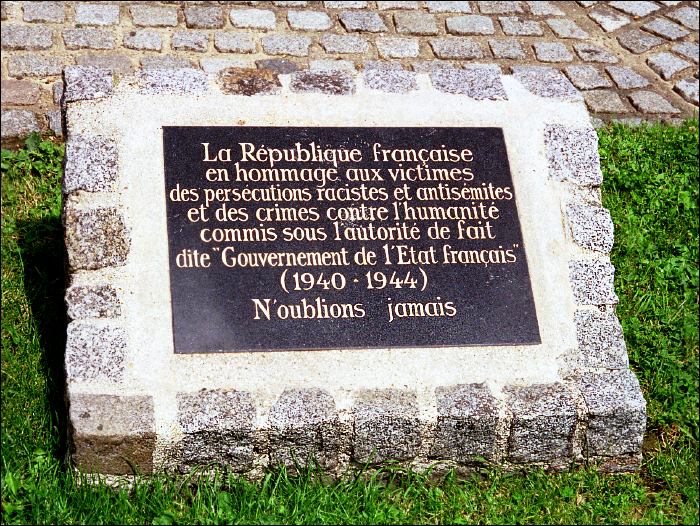 La République française
en hommage aux victimes
des persécutions racistes et antisémites
et des crimes contre l'humanité
commis sous l'autorité de fait
dite "Gouvernement de l'Etat français"
(1940 - 1944)
N'oublions jamais